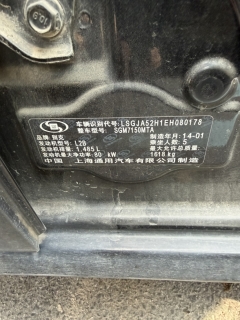 车辆识别代号: LSGJA52H1EH080178
整车型号: SGM7150MTA
品牌 别克 制造年月 14-01
发动机型号 L2B 乘坐人数 5
发动机排量 1.485L 最大允许总质量
发动机最大净功率 80 kW 1618 kg
中国 上海通用汽车有限公司制造